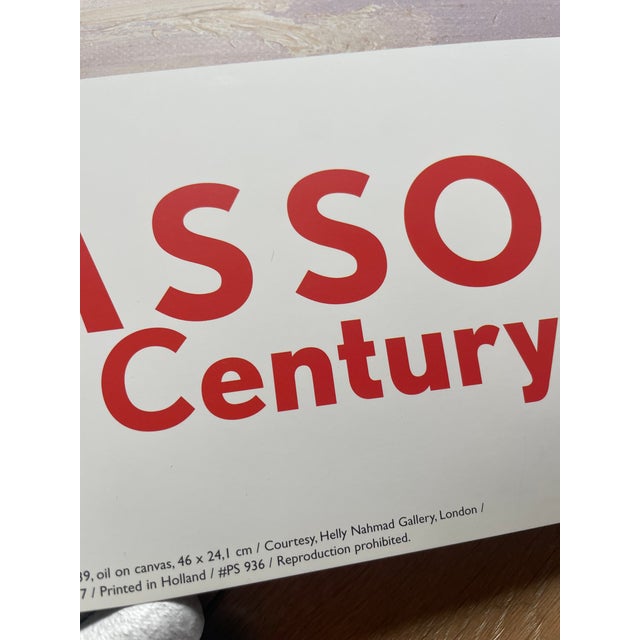 ASSO
Century
39, oil on canvas, 46 x 24,1 cm / Courtesy, Helly Nahmad Gallery, London /
7 / Printed in Holland / #PS 936 / Reproduction prohibited.